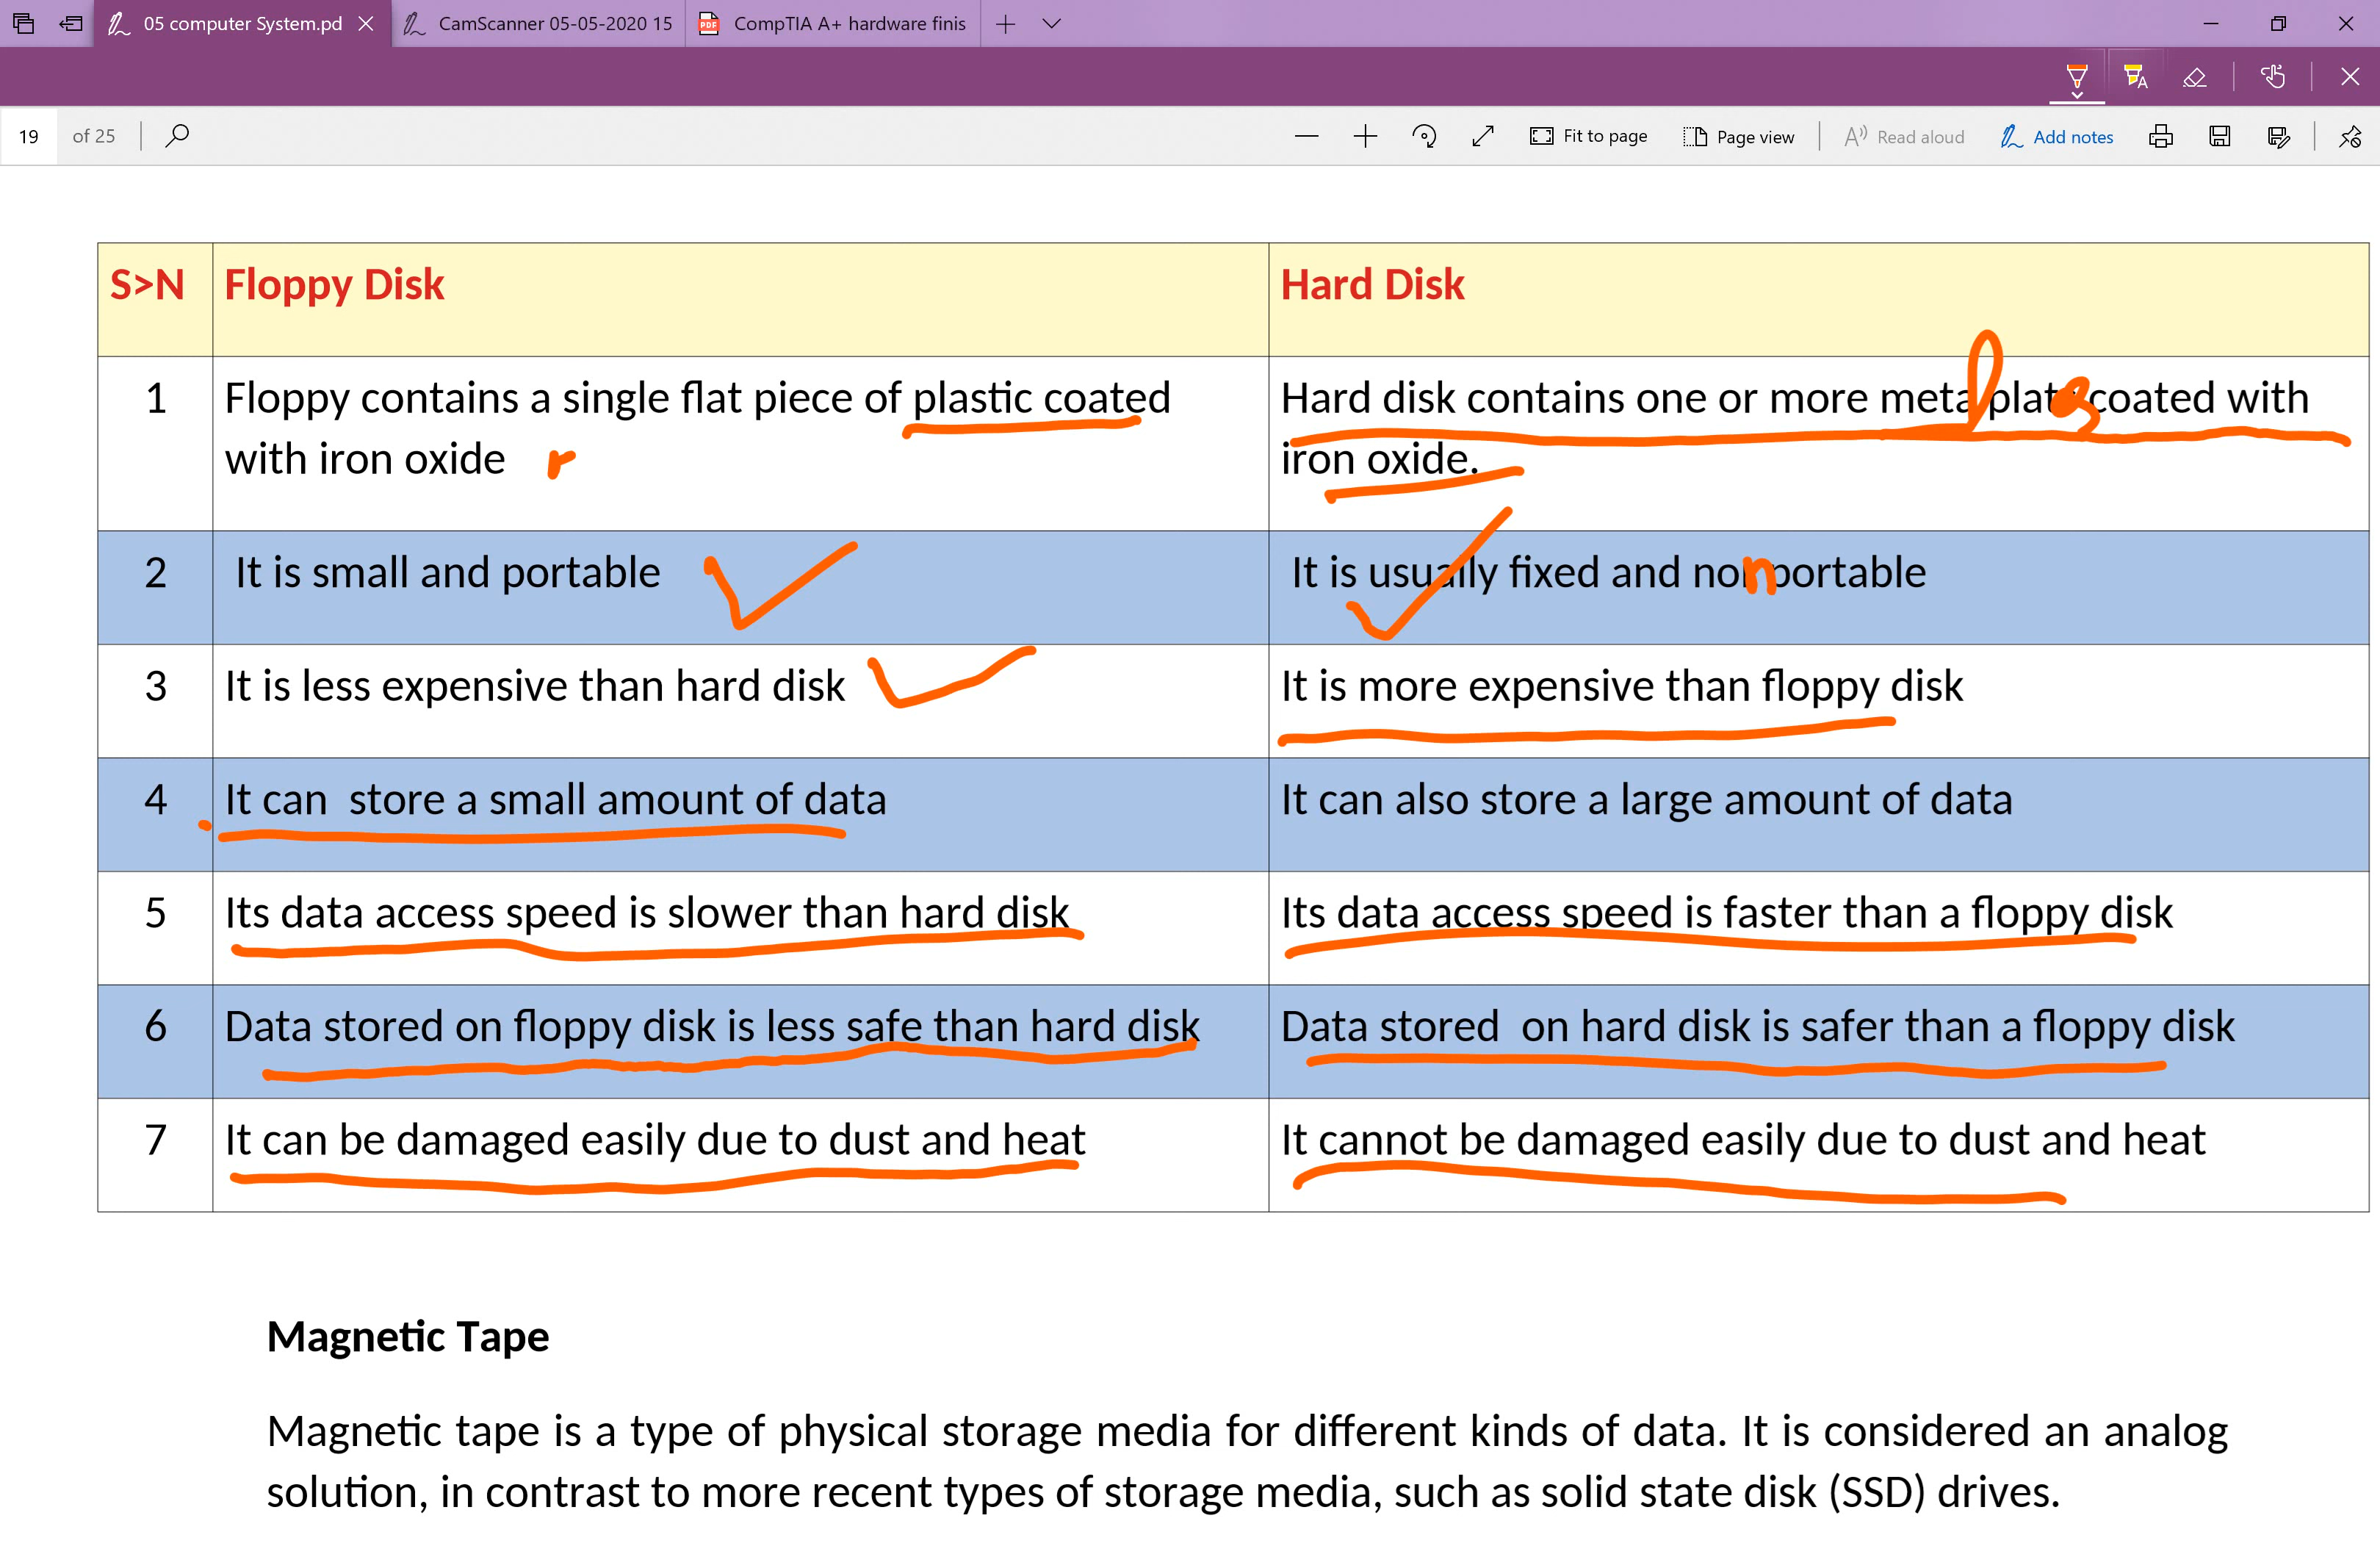 05 computer System.pd
CamScanner 05-05-2020 15
CompTIA A+ hardware finis
19 of 25
Fit to page
Page view
Read aloud
Add notes
S>N Floppy Disk Hard Disk
1 Floppy contains a single flat piece of plastic coated
with iron oxide r
Hard disk contains one or more metal plates coated with
iron oxide.
2 It is small and portable It is usually fixed and non portable
3 It is less expensive than hard disk It is more expensive than floppy disk
4 It can store a small amount of data It can also store a large amount of data
5 Its data access speed is slower than hard disk Its data access speed is faster than a floppy disk
6 Data stored on floppy disk is less safe than hard disk Data stored on hard disk is safer than a floppy disk
7 It can be damaged easily due to dust and heat It cannot be damaged easily due to dust and heat
Magnetic Tape
Magnetic tape is a type of physical storage media for different kinds of data. It is considered an analog
solution, in contrast to more recent types of storage media, such as solid state disk (SSD) drives.